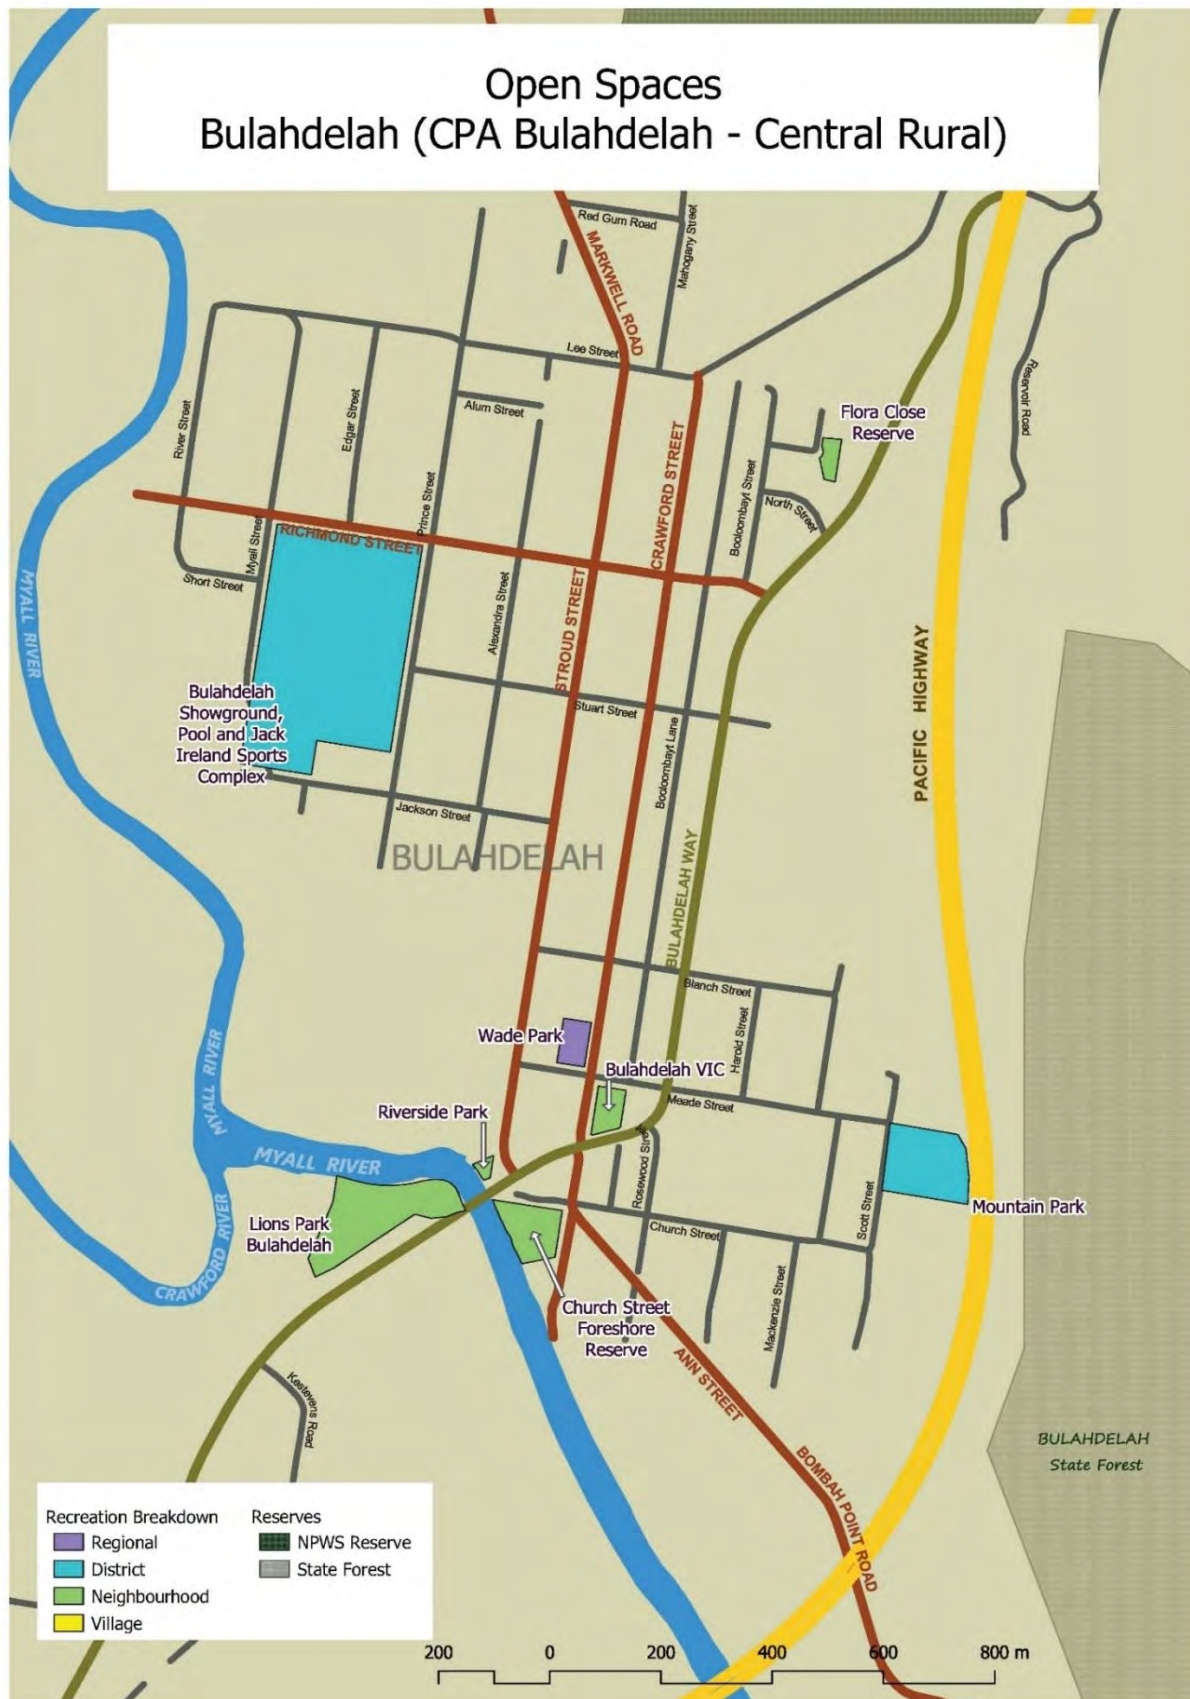 Open Spaces
Bulahdelah (CPA Bulahdelah - Central Rural)
Red Gum Road
Mahogany Street
MARKWELL ROAD
Lee Street
Reservoir Road
River Street
Edgar Street
Alum Street
Flora Close
Reserve
CRAWFORD STREET
Prince Street
Booloombayt Street
North Street
Myall Street
RICHMOND STREET
Short Street
MYALL RIVER
Alexandra Street
STROUD STREET
PACIFIC HIGHWAY
Bulahdelah
Showground,
Pool and Jack
Ireland Sports
Complex
Stuart Street
Booloombayt Lane
Jackson Street
BULAHDELAH
BULAHDELAH WAY
Blanch Street
Wade Park
Harold Street
MYALL RIVER
Bulahdelah VIC
Meade Street
Riverside Park
MYALL RIVER
Rosewood Street
Scott Street
Mountain Park
Lions Park
Bulahdelah
CRAWFORD RIVER
Church Street
Church Street
Foreshore
Reserve
Mackenzie Street
ANN STREET
Kestevens Road
BULAHDELAH
State Forest
BOMBAH POINT ROAD
Recreation Breakdown
Regional
District
Neighbourhood
Village
Reserves
NPWS Reserve
State Forest
200 0 200 400 600 800 m